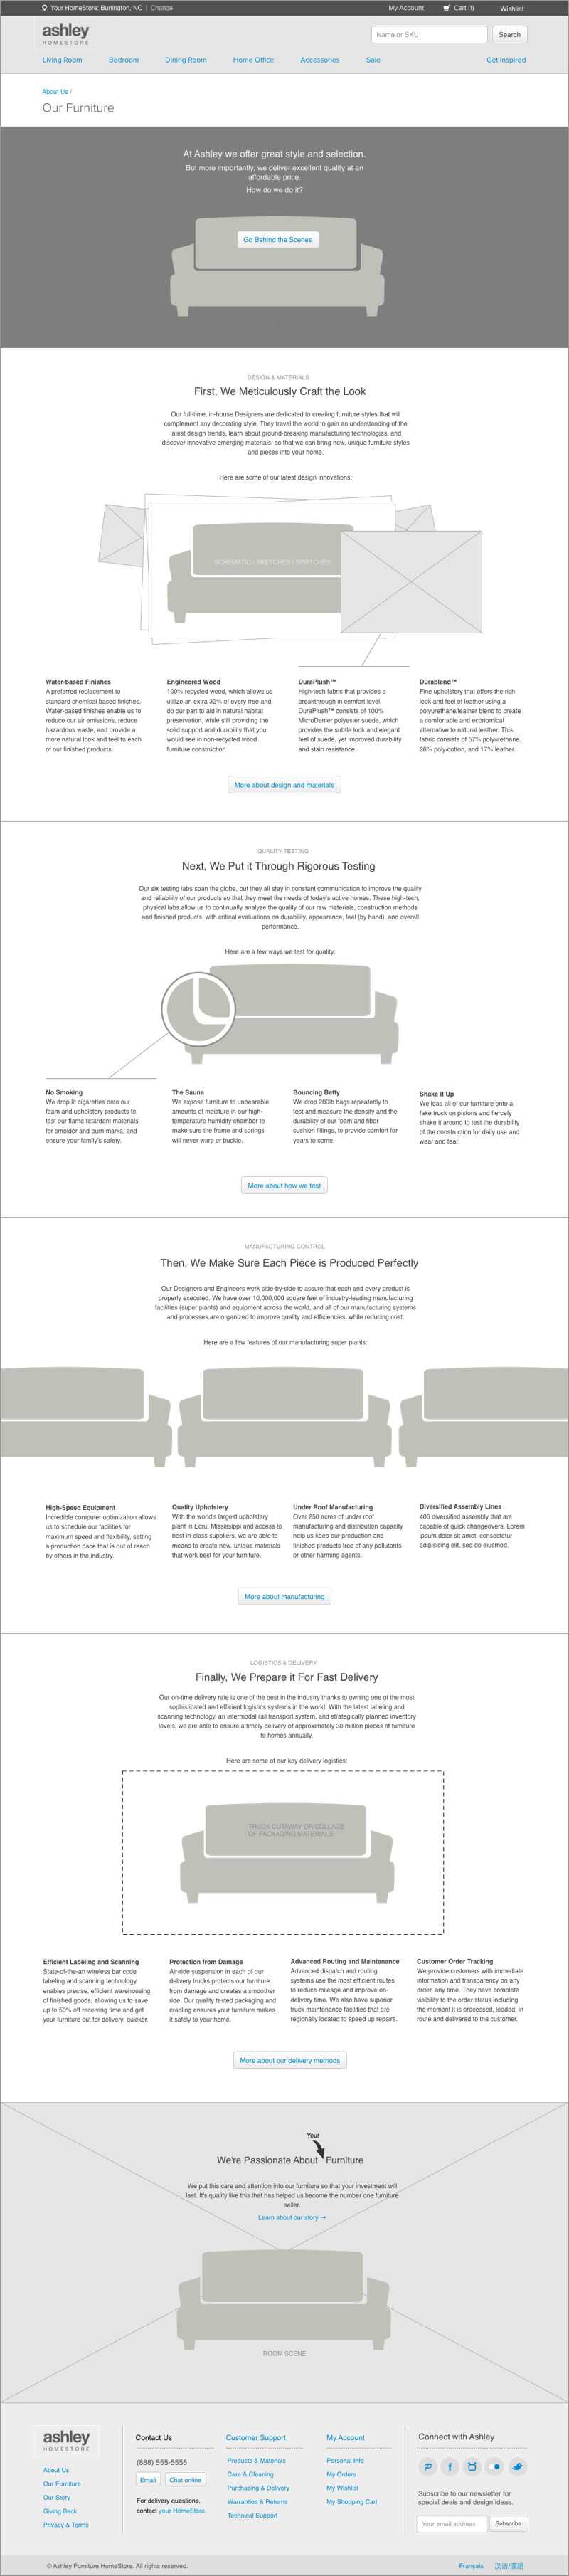 Your HomeStore: Burlington, NC | Change
My Account
Cart (1)
Wishlist
ashley
HOMESTORE
Name or SKU
Search
Living Room
Bedroom
Dining Room
Home Office
Accessories
Sale
Get Inspired
About Us /
Our Furniture
At Ashley we offer great style and selection.
But more importantly, we deliver excellent quality at an
affordable price.
How do we do it?
Go Behind the Scenes
DESIGN & MATERIALS
First, We Meticulously Craft the Look
Our full-time, in-house Designers are dedicated to creating furniture styles that will
complement any decorating style. They travel the world to gain an understanding of the
latest design trends, learn about ground-breaking manufacturing technologies, and
discover innovative emerging materials, so that we can bring new, unique furniture styles
and pieces into your home.
Here are some of our latest design innovations:
SCHEMATIC / SKETCHES / SWATCHES
Water-based Finishes
A preferred replacement to
standard chemical based finishes.
Water-based finishes enable us to
reduce our air emissions, reduce
hazardous waste, and provide a
more natural look and feel to each
of our finished products.
Engineered Wood
100% recycled wood, which allows us
utilize an extra 32% of every tree and
do our part to aid in natural habitat
preservation, while still providing the
solid support and durability that you
would see in non-recycled wood
furniture construction.
DuraPlush™
High-tech fabric that provides a
breakthrough in comfort level.
DuraPlush™ consists of 100%
MicroDenier polyester suede, which
provides the subtle look and elegant
feel of suede, yet improved durability
and stain resistance.
Durablend™
Fine upholstery that offers the rich
look and feel of leather using a
polyurethane/leather blend to create
a comfortable and economical
alternative to natural leather. This
fabric consists of 57% polyurethane,
26% poly/cotton, and 17% leather.
More about design and materials
QUALITY TESTING
Next, We Put it Through Rigorous Testing
Our six testing labs span the globe, but they all stay in constant communication to improve the quality
and reliability of our products so that they meet the needs of today's active homes. These high-tech,
physical labs allow us to continually analyze the quality of our raw materials, construction methods
and finished products, with critical evaluations on durability, appearance, feel (by hand), and overall
performance.
Here are a few ways we test for quality:
No Smoking
We drop lit cigarettes onto our
foam and upholstery products to
test our flame retardant materials
for smolder and burn marks, and
ensure your family's safety.
The Sauna
We expose furniture to unbearable
amounts of moisture in our high-
temperature humidity chamber to
make sure the frame and springs
will never warp or buckle.
Bouncing Betty
We drop 200lb bags repeatedly to
test and measure the density and the
durability of our foam and fiber
cushion fillings, to provide comfort for
years to come.
Shake it Up
We load all of our furniture onto a
fake truck on pistons and fiercely
shake it around to test the durability
of the construction for daily use and
wear and tear.
More about how we test
MANUFACTURING CONTROL
Then, We Make Sure Each Piece is Produced Perfectly
Our Designers and Engineers work side-by-side to assure that each and every product is
properly executed. We have over 10,000,000 square feet of industry-leading manufacturing
facilities (super plants) and equipment across the world, and all of our manufacturing systems
and processes are organized to improve quality and efficiencies, while reducing cost.
Here are a few features of our manufacturing super plants:
High-Speed Equipment
Incredible computer optimization allows
us to schedule our facilities for
maximum speed and flexibility, setting
a production pace that is out of reach
by others in the industry.
Quality Upholstery
With the world's largest upholstery
plant in Ecru, Mississippi and access to
best-in-class suppliers, we are able to
means to create new, unique materials
that work best for your furniture.
Under Roof Manufacturing
Over 250 acres of under roof
manufacturing and distribution capacity
help us keep our production and
finished products free of any pollutants
or other harming agents.
Diversified Assembly Lines
400 diversified assembly that are
capable of quick changeovers. Lorem
ipsum dolor sit amet, consectetur
adipisicing elit, sed do eiusmod.
More about manufacturing
LOGISTICS & DELIVERY
Finally, We Prepare it For Fast Delivery
Our on-time delivery rate is one of the best in the industry thanks to owning one of the most
sophisticated and efficient logistics systems in the world. With the latest labeling and
scanning technology, an intermodal rail transport system, and strategically planned inventory
levels, we are able to ensure a timely delivery of approximately 30 million pieces of furniture
to homes annually.
Here are some of our key delivery logistics:
TRUCK CUTAWAY OR COLLAGE
OF PACKAGING MATERIALS
Efficient Labeling and Scanning
State-of-the-art wireless bar code
labeling and scanning technology
enables precise, efficient warehousing
of finished goods, allowing us to save
up to 50% off receiving time and get
your furniture out for delivery, quicker.
Protection from Damage
Air-ride suspension in each of our
delivery trucks protects our furniture
from damage and creates a smoother
ride. Our quality tested packaging and
crading ensures your furniture makes
it safely to your home.
Advanced Routing and Maintenance
Advanced dispatch and routing
systems use the most efficient routes
to reduce mileage and improve on-
delivery time. We also have superior
truck maintenance facilities that are
regionally located to speed up repairs.
Customer Order Tracking
We provide customers with immediate
information and transparency on any
order, any time. They have complete
visibility to the order status including
the moment it is processed, loaded, in
route and delivered to the customer.
More about our delivery methods
Your
We're Passionate About Furniture
We put this care and attention into our furniture so that your investment will
last. It's quality like this that has helped us become the number one furniture
seller.
Learn about our story →
ROOM SCENE
ashley
HOMESTORE
About Us
Our Furniture
Our Story
Giving Back
Privacy & Terms
Contact Us
(888) 555-5555
Email
Chat online
For delivery questions,
contact your HomeStore.
Customer Support
Products & Materials
Care & Cleaning
Purchasing & Delivery
Warranties & Returns
Technical Support
My Account
Personal Info
My Orders
My Wishlist
My Shopping Cart
Connect with Ashley
Subscribe to our newsletter for
special deals and design ideas.
Your email address
Subscribe
© Ashley Furniture HomeStore. All rights reserved.
Français
汉语/漢語